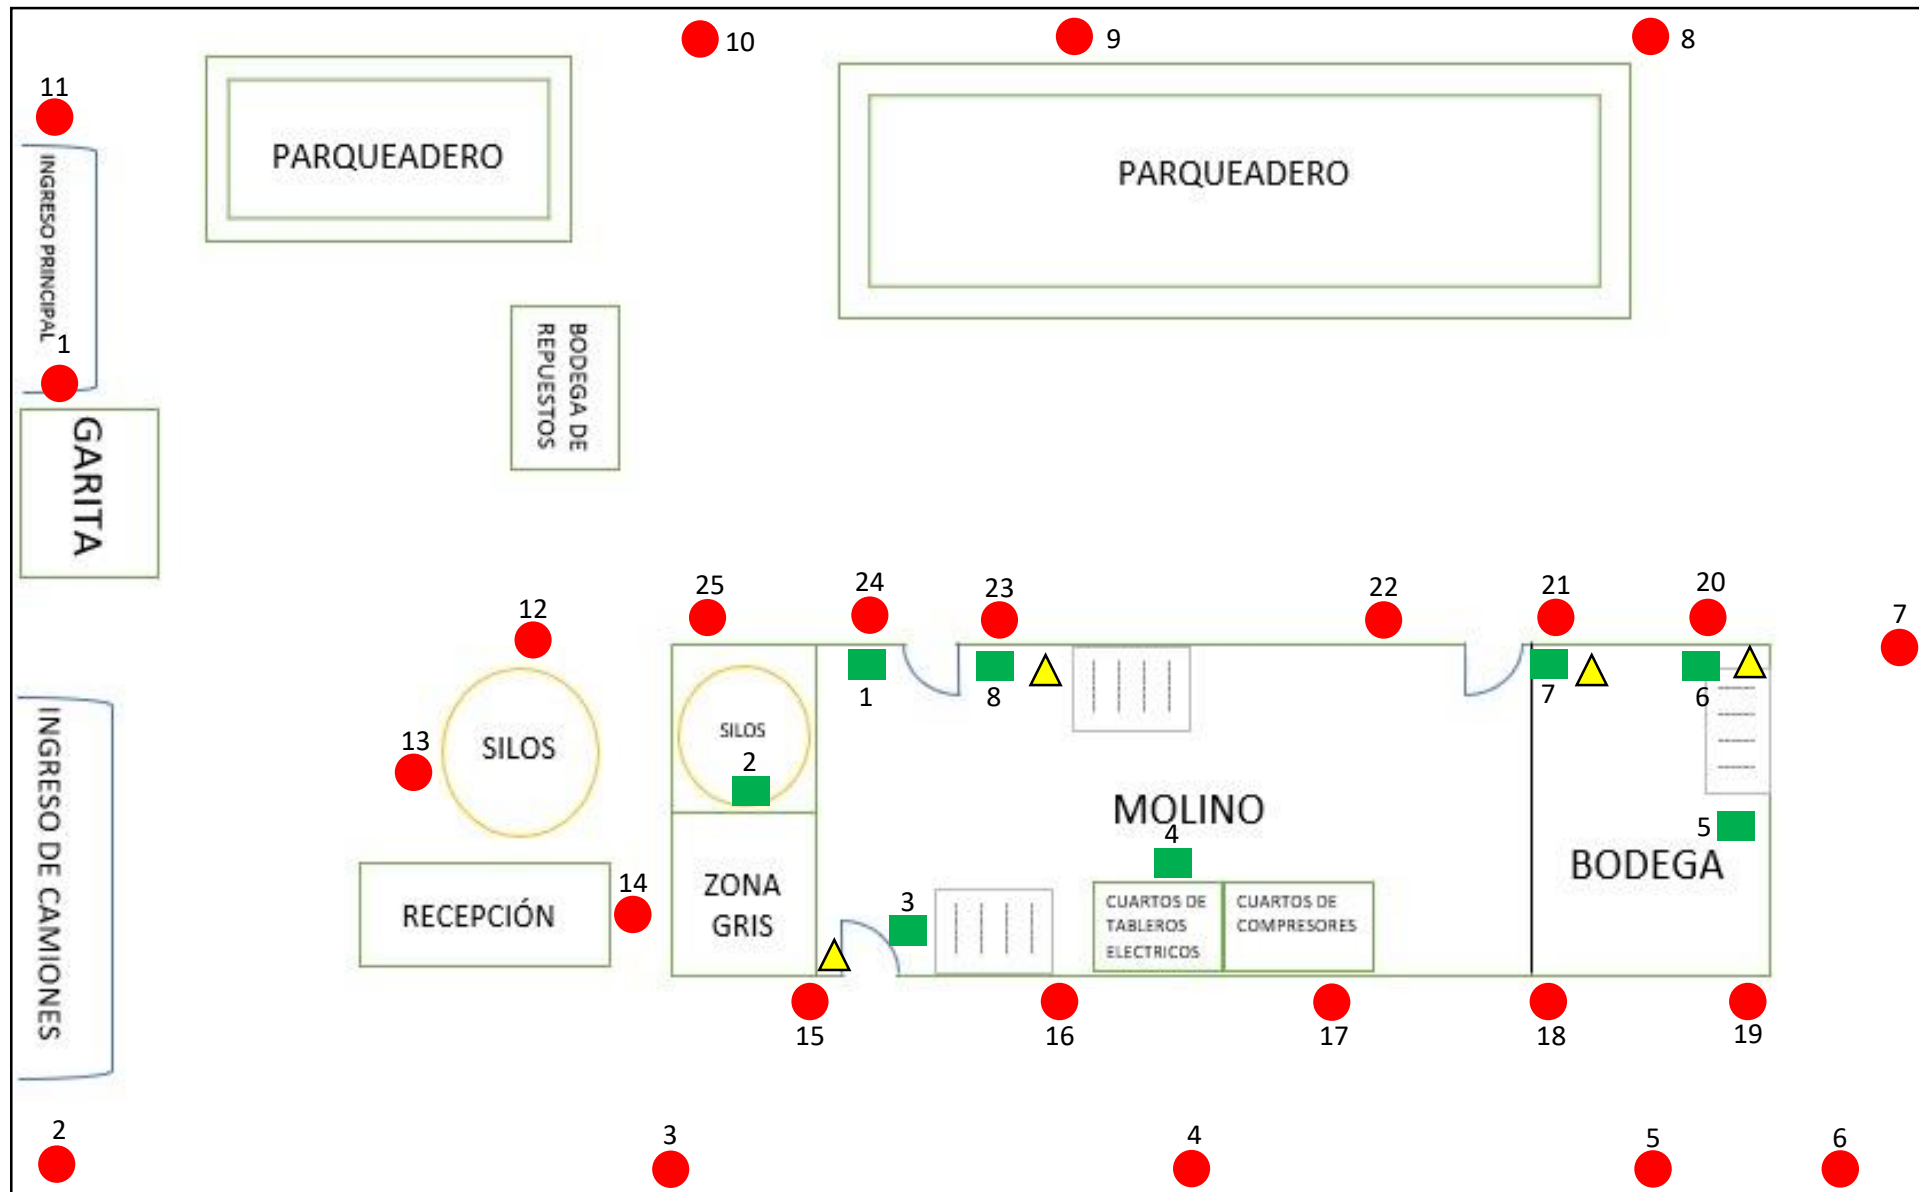 10
9
8
11
INGRESO PRINCIPAL
PARQUEADERO
PARQUEADERO
1
BODEGA DE
REPUESTOS
GARITA
25
24
23
22
21
20
7
12
1
8
7
6
13
SILOS
SILOS
2
INGRESO DE CAMIONES
MOLINO
4
5
BODEGA
14
ZONA
GRIS
3
RECEPCIÓN
CUARTOS DE
TABLEROS
ELECTRICOS
CUARTOS DE
COMPRESORES
15
16
17
18
19
2
3
4
5
6